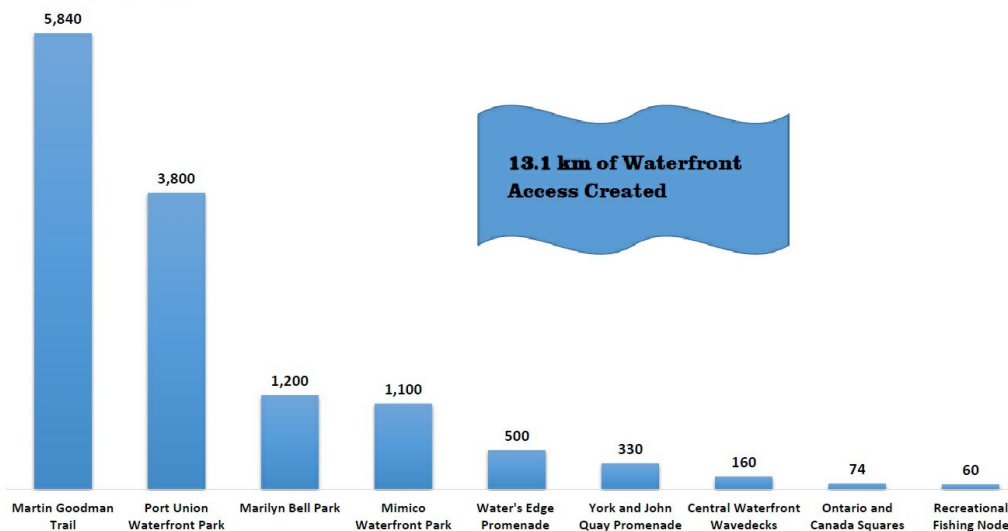 5,840
3,800
1,200
1,100
500
330
160
74
60
13.1 km of Waterfront
Access Created
Martin Goodman
Trail
Port Union
Waterfront Park
Marilyn Bell Park
Mimico
Waterfront Park
Water's Edge
Promenade
York and John
Quay Promenade
Central Waterfront
Wavedecks
Ontario and
Canada Squares
Recreational
Fishing Node